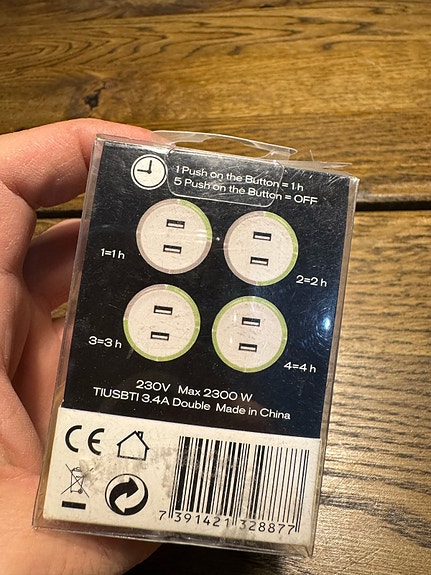 1 Push on the Button = 1 h
5 Push on the Button = OFF
1=1 h
2=2 h
3=3 h
4=4 h
230V Max 2300 W
TIUSBTI 3.4A Double Made in China
CE
7 391421 328877